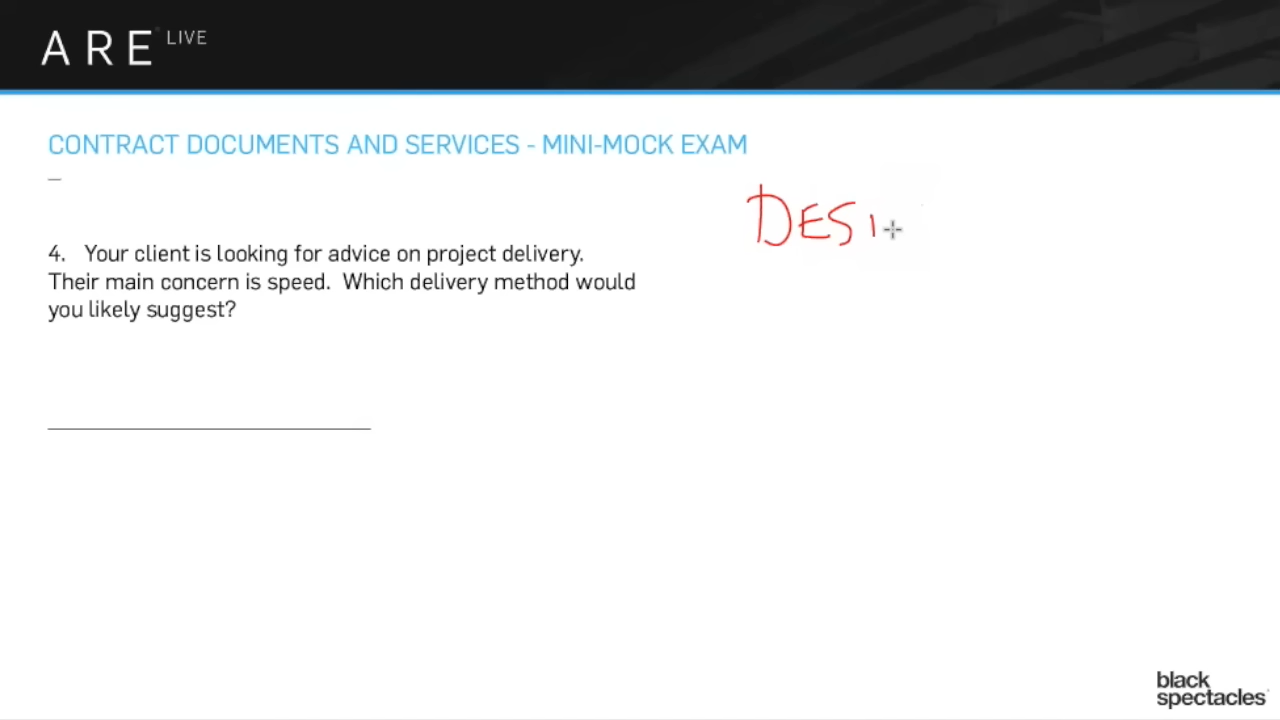 ARE LIVE
CONTRACT DOCUMENTS AND SERVICES - MINI-MOCK EXAM
DESI
4. Your client is looking for advice on project delivery.
Their main concern is speed. Which delivery method would
you likely suggest?
black
spectacles